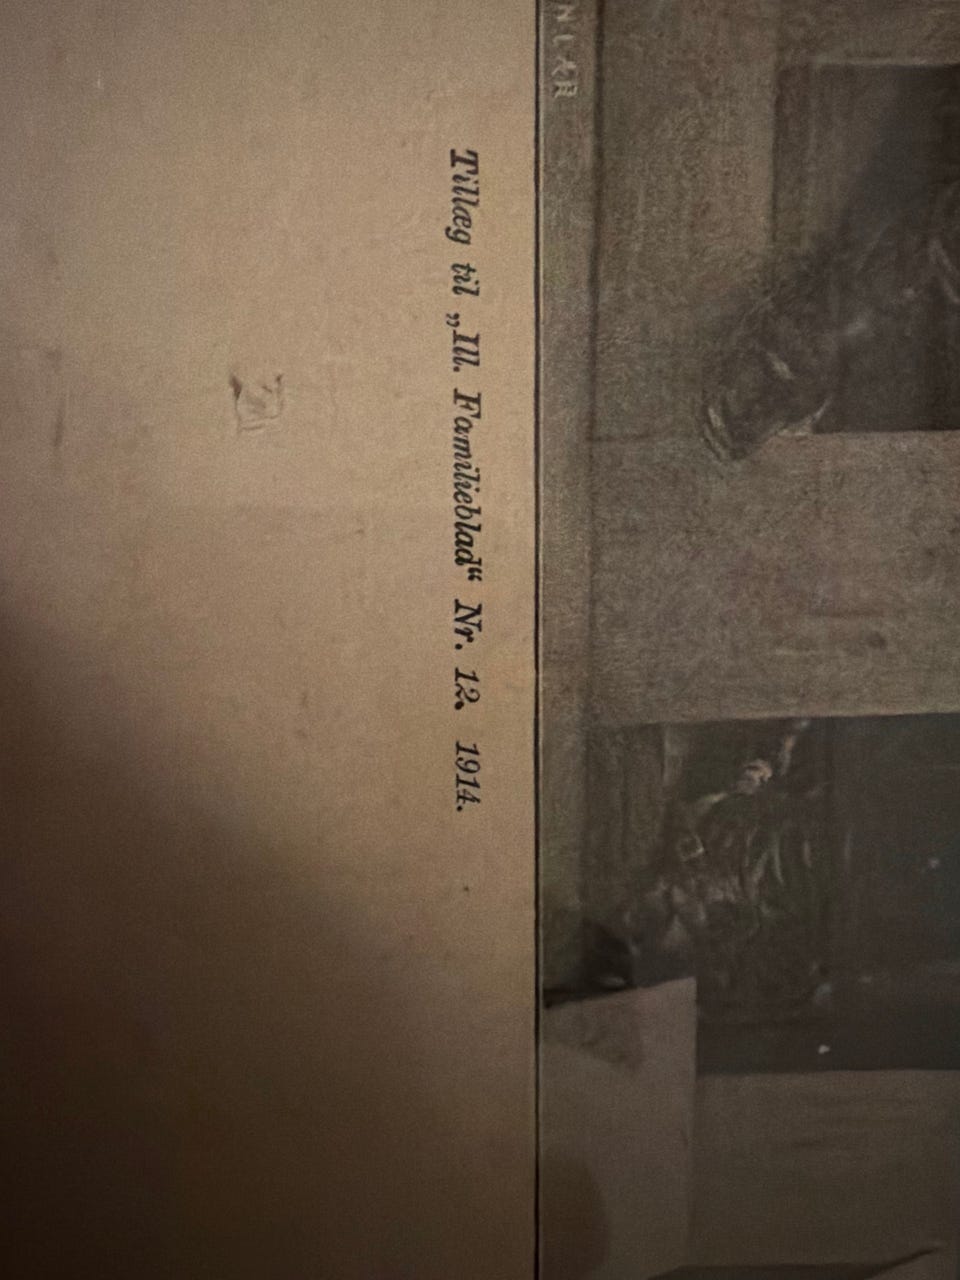 Tillæg til „Ill. Familieblad“ Nr. 12. 1914.